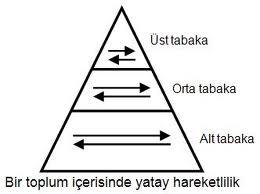 Üst tabaka
Orta tabaka
Alt tabaka
Bir toplum içerisinde yatay hareketlilik